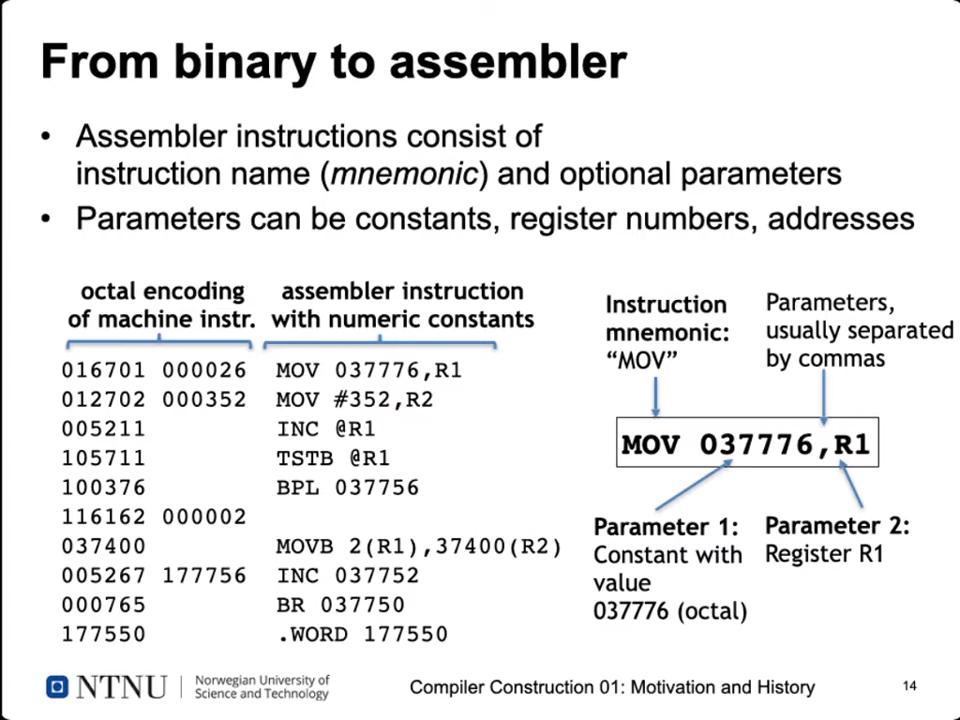 From binary to assembler
• Assembler instructions consist of
instruction name (mnemonic) and optional parameters
• Parameters can be constants, register numbers, addresses
octal encoding
of machine instr.
assembler instruction
with numeric constants
016701 000026 MOV 037776,R1
012702 000352 MOV #352,R2
005211 INC @R1
105711 TSTB @R1
100376 BPL 037756
116162 000002
037400 MOVB 2(R1),37400(R2)
005267 177756 INC 037752
000765 BR 037750
177550 .WORD 177550
Instruction
mnemonic:
“MOV”
Parameters,
usually separated
by commas
MOV 037776,R1
Parameter 1:
Constant with
value
037776 (octal)
Parameter 2:
Register R1
NTNU
Norwegian University of
Science and Technology
Compiler Construction 01: Motivation and History
14